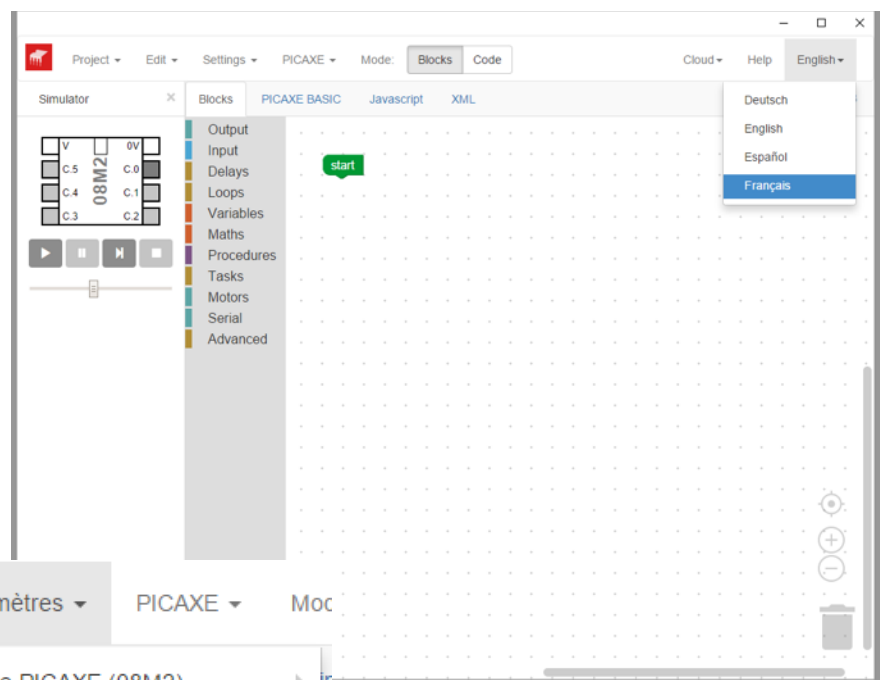 Project Edit Settings PICAXE Mode: Blocks Code Cloud Help English
Simulator × Blocks PICAXE BASIC Javascript XML
Deutsch
English
Español
Français
V 0V
C.5 C.0
C.4 C.1
C.3 C.2
08M2
Output
Input
Delays
Loops
Variables
Maths
Procedures
Tasks
Motors
Serial
Advanced
start
mètres PICAXE Mod
PICAXE (08M2)